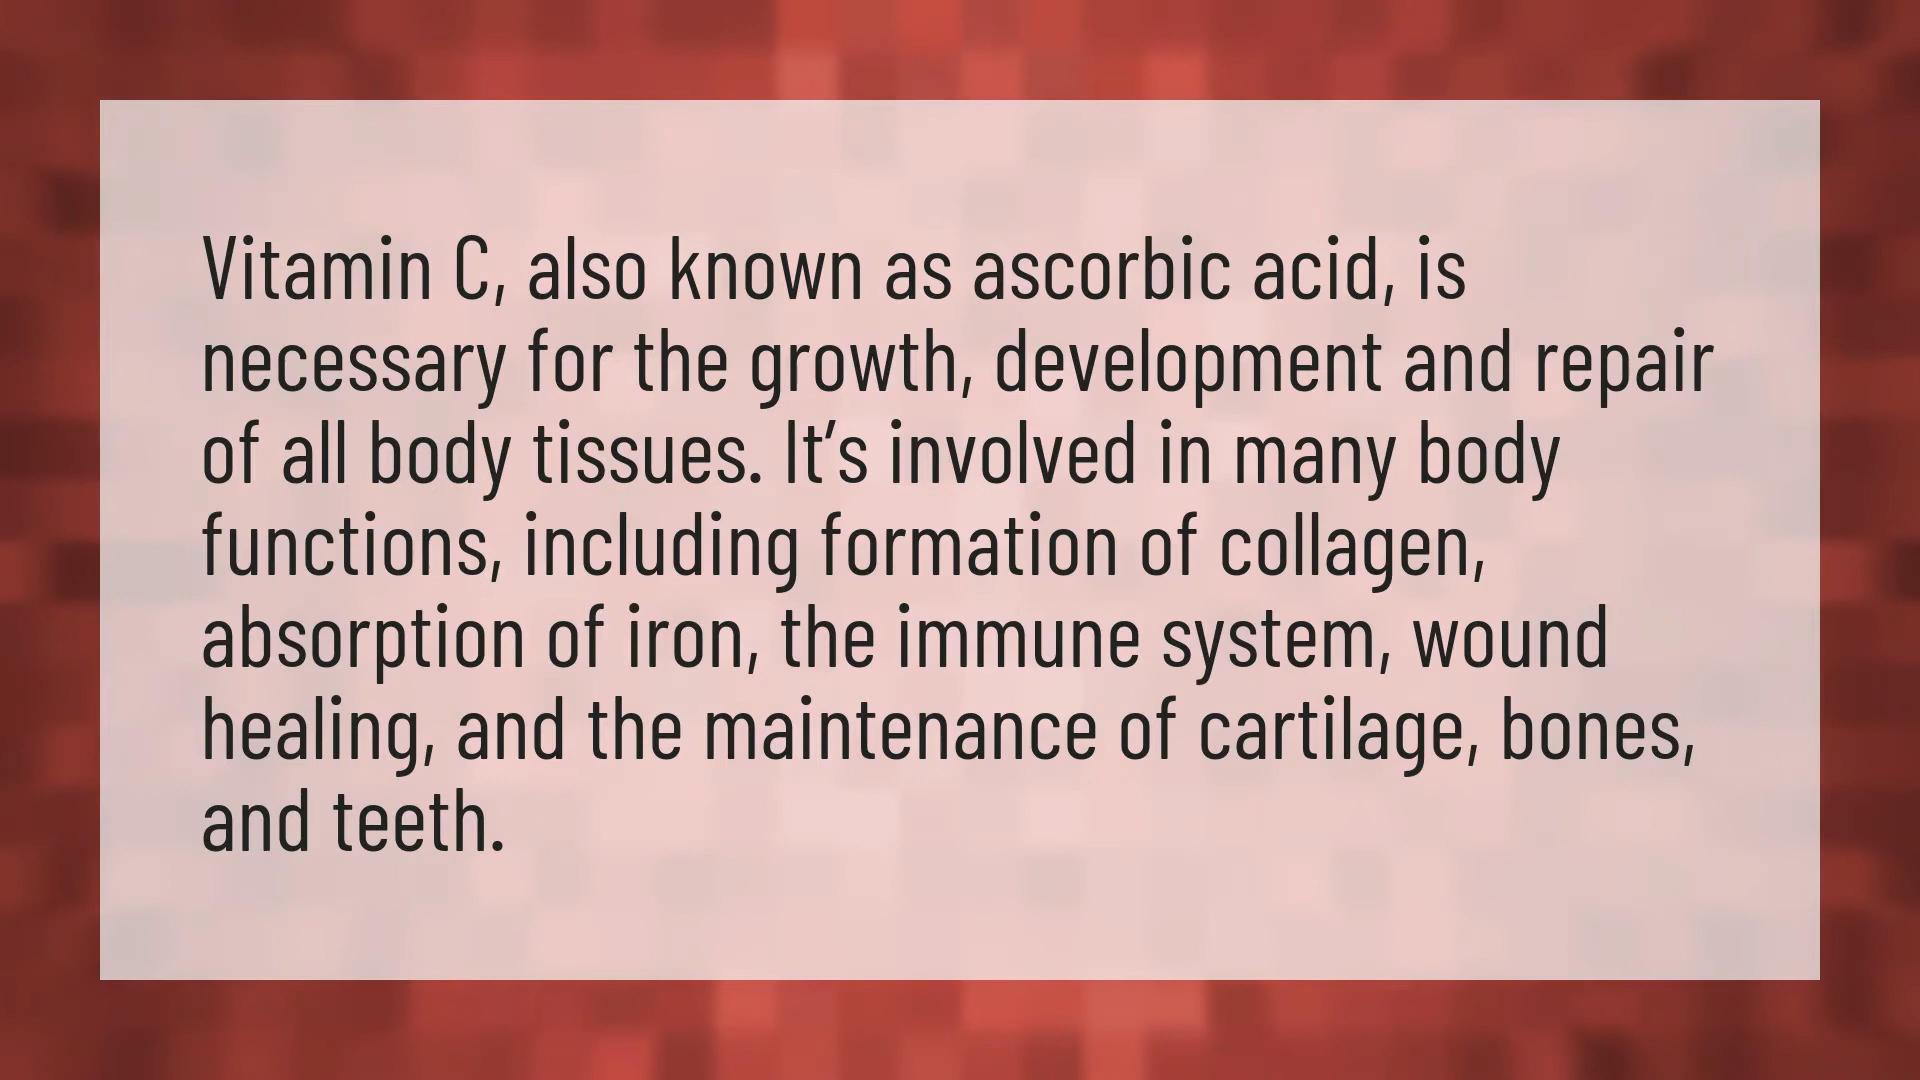 Vitamin C, also known as ascorbic acid, is
necessary for the growth, development and repair
of all body tissues. It’s involved in many body
functions, including formation of collagen,
absorption of iron, the immune system, wound
healing, and the maintenance of cartilage, bones,
and teeth.